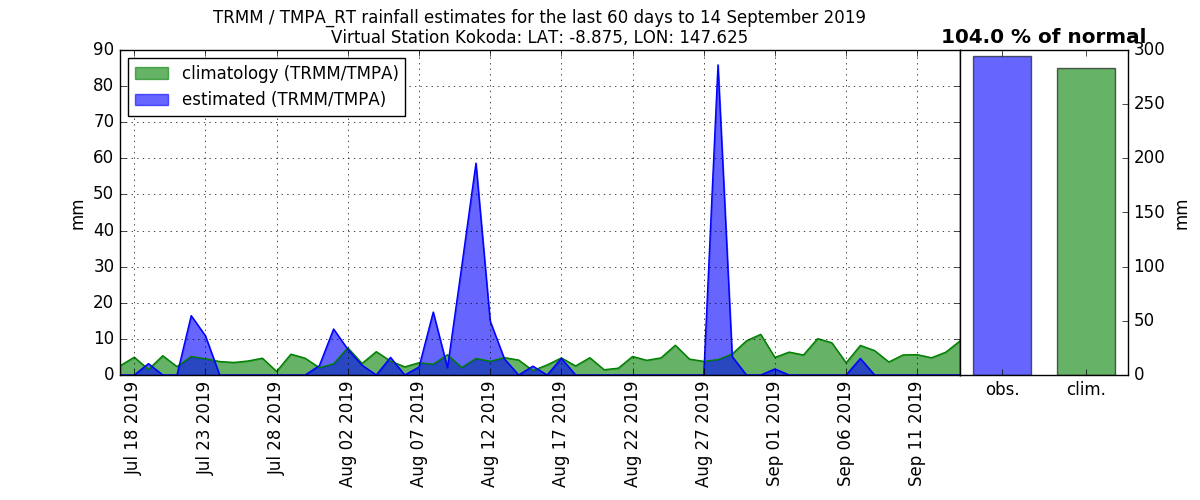 TRMM / TMPA_RT rainfall estimates for the last 60 days to 14 September 2019
Virtual Station Kokoda: LAT: -8.875, LON: 147.625
104.0 % of normal
climatology (TRMM/TMPA)
estimated (TRMM/TMPA)
90
80
70
60
50
40
30
20
10
0
mm
Jul 18 2019
Jul 23 2019
Jul 28 2019
Aug 02 2019
Aug 07 2019
Aug 12 2019
Aug 17 2019
Aug 22 2019
Aug 27 2019
Sep 01 2019
Sep 06 2019
Sep 11 2019
300
250
200
150
100
50
0
mm
obs.
clim.